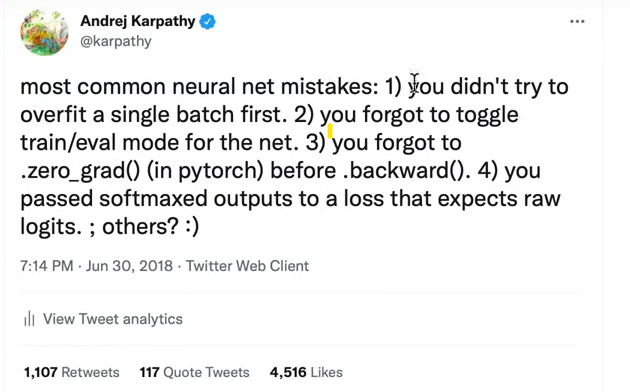 Andrej Karpathy
@karpathy
most common neural net mistakes: 1) you didn't try to
overfit a single batch first. 2) you forgot to toggle
train/eval mode for the net. 3) you forgot to
.zero_grad() (in pytorch) before .backward(). 4) you
passed softmaxed outputs to a loss that expects raw
logits. ; others? :)
7:14 PM · Jun 30, 2018 · Twitter Web Client
View Tweet analytics
1,107 Retweets 117 Quote Tweets 4,516 Likes